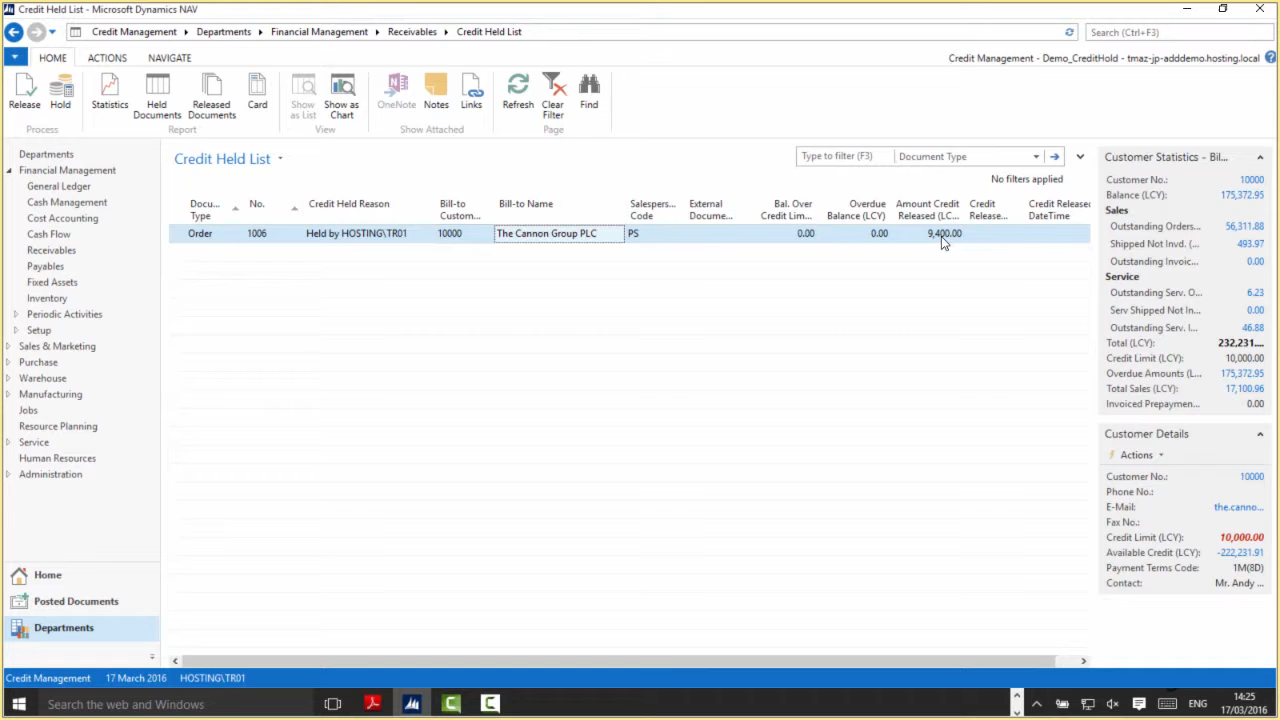 Credit Held List - Microsoft Dynamics NAV
Credit Management
Departments
Financial Management
Receivables
Credit Held List
Search (Ctrl+F3)
HOME
ACTIONS
NAVIGATE
Credit Management - Demo_CreditHold - tmaz-jp-adddemo.hosting.local
Release
Hold
Statistics
Held
Documents
Released
Documents
Card
Show
as List
Show as
Chart
OneNote
Notes
Links
Refresh
Clear
Filter
Find
Process
Report
View
Show Attached
Page
Departments
Financial Management
General Ledger
Cash Management
Cost Accounting
Cash Flow
Receivables
Payables
Fixed Assets
Inventory
Periodic Activities
Setup
Sales & Marketing
Purchase
Warehouse
Manufacturing
Jobs
Resource Planning
Service
Human Resources
Administration
Home
Posted Documents
Departments
Credit Held List
Type to filter (F3)
Document Type
No filters applied
Docu...
Type
No.
Credit Held Reason
Bill-to
Custom...
Bill-to Name
Salespers...
Code
External
Docume...
Bal. Over
Credit Lim...
Overdue
Balance (LCY)
Amount Credit
Released (LC...
Credit
Release...
Credit Released
DateTime
Order 1006 Held by HOSTING\TR01 10000 The Cannon Group PLC PS 0.00 0.00 9,400.00
Customer Statistics - Bil...
Customer No.: 10000
Balance (LCY): 175,372.95
Sales
Outstanding Orders... 56,311.88
Shipped Not Invd. (... 493.97
Outstanding Invoic... 0.00
Service
Outstanding Serv. O... 6.23
Serv Shipped Not In... 0.00
Outstanding Serv. I... 46.88
Total (LCY): 232,231....
Credit Limit (LCY): 10,000.00
Overdue Amounts (L... 175,372.95
Total Sales (LCY): 17,100.96
Invoiced Prepaymen... 0.00
Customer Details
Actions
Customer No.: 10000
Phone No.:
E-Mail: the.canno...
Fax No.:
Credit Limit (LCY): 10,000.00
Available Credit (LCY): -222,231.91
Payment Terms Code: 1M(8D)
Contact: Mr. Andy ...
Credit Management 17 March 2016 HOSTING\TR01
Search the web and Windows
ENG
14:25
17/03/2016